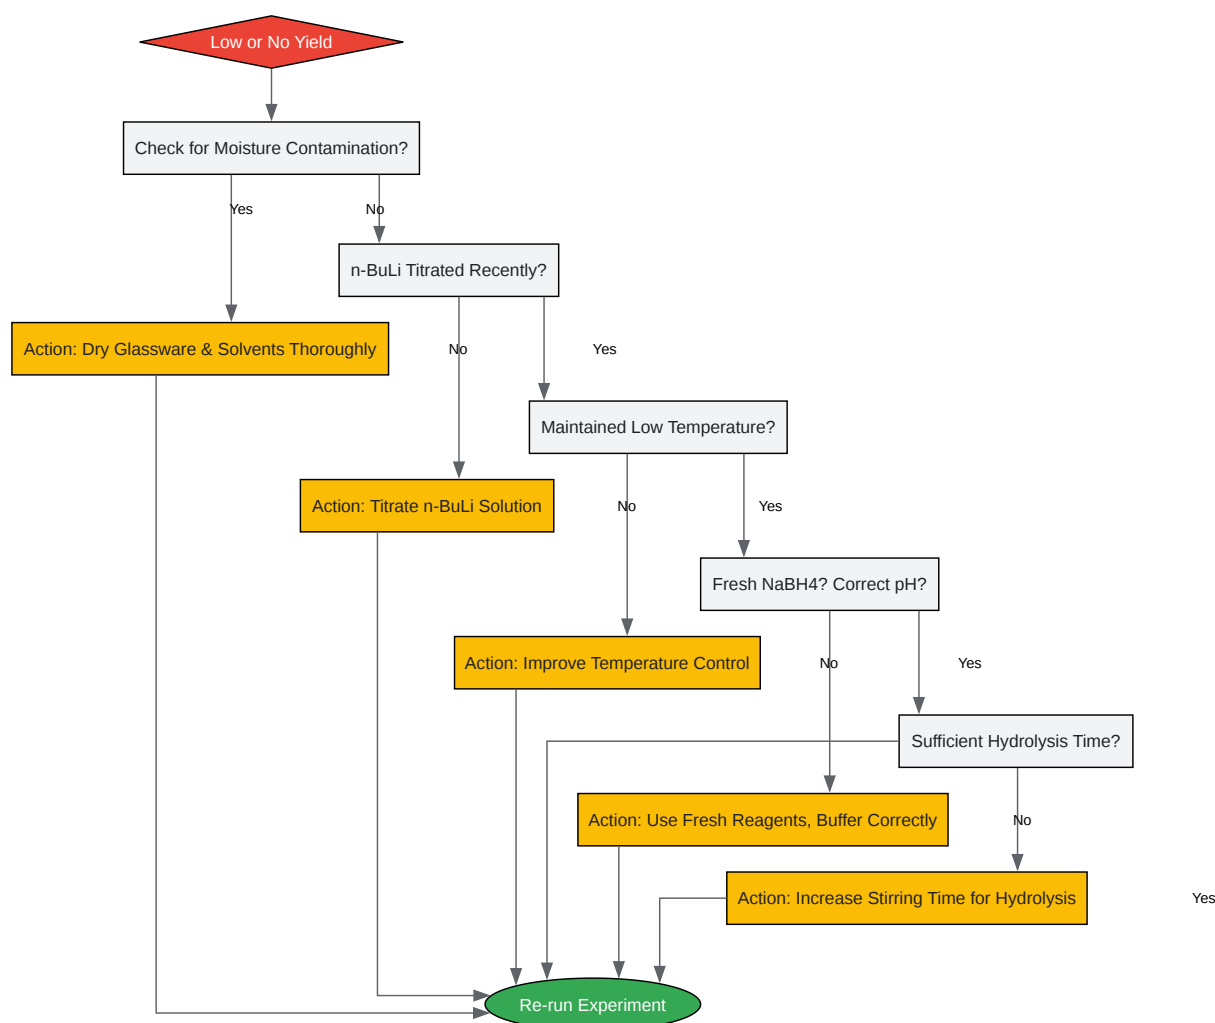 Low or No Yield
Check for Moisture Contamination?
Yes
No
n-BuLi Titrated Recently?
Action: Dry Glassware & Solvents Thoroughly
No
Yes
Maintained Low Temperature?
Action: Titrate n-BuLi Solution
No
Yes
Fresh NaBH4? Correct pH?
Action: Improve Temperature Control
No
Yes
Sufficient Hydrolysis Time?
Action: Use Fresh Reagents, Buffer Correctly
No
Action: Increase Stirring Time for Hydrolysis
Yes
Re-run Experiment